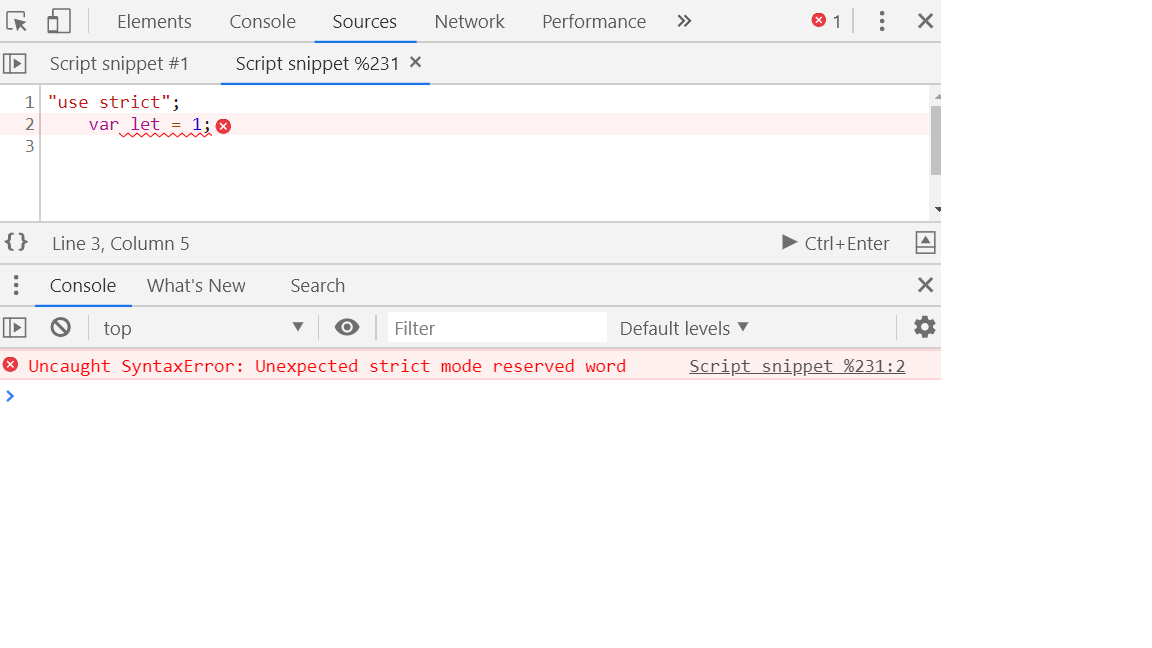 Elements Console Sources Network Performance » 1
Script snippet #1 Script snippet %231
1 "use strict";
2 var let = 1;
3
{} Line 3, Column 5 Ctrl+Enter
Console What's New Search
top Filter Default levels
Uncaught SyntaxError: Unexpected strict mode reserved word Script snippet %231:2
>